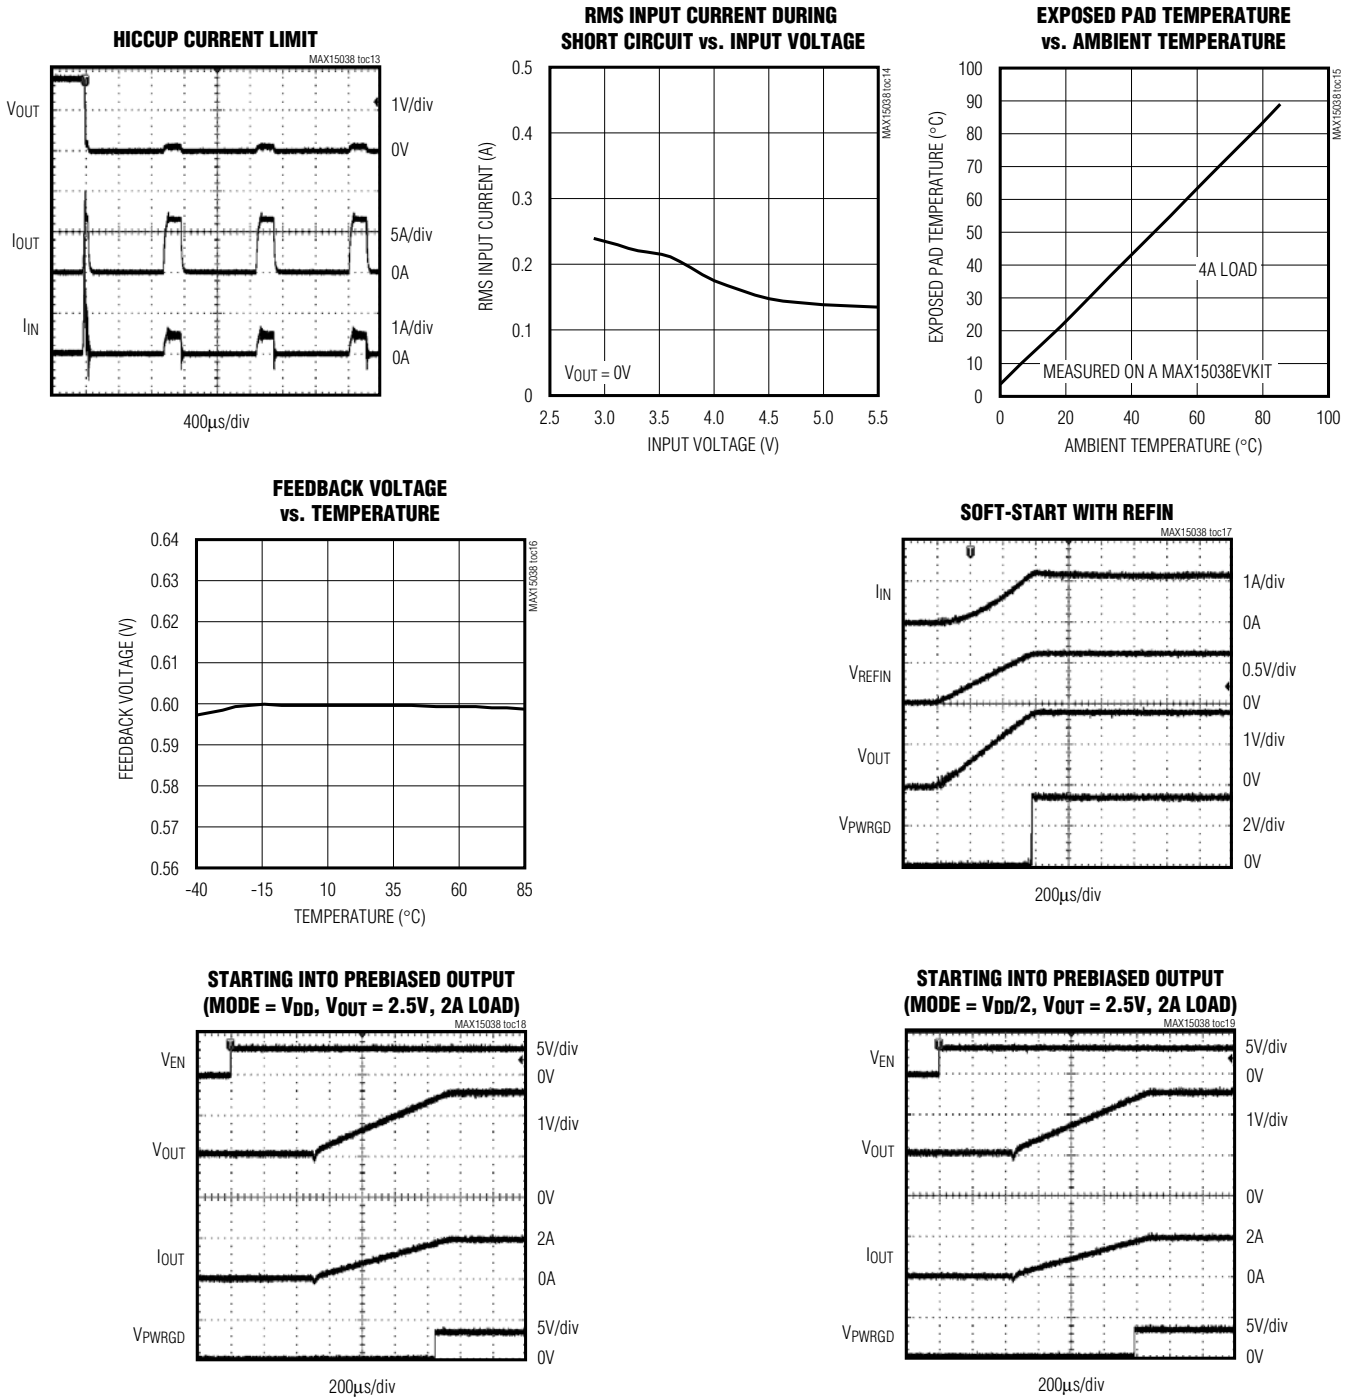 HICCUP CURRENT LIMIT
MAX15038 toc13
VOUT
1V/div
0V
IOUT
5A/div
0A
IIN
1A/div
0A
400µs/div
RMS INPUT CURRENT DURING
SHORT CIRCUIT vs. INPUT VOLTAGE
MAX15038 toc14
RMS INPUT CURRENT (A)
0.5
0.4
0.3
0.2
0.1
0
VOUT = 0V
2.5 3.0 3.5 4.0 4.5 5.0 5.5
INPUT VOLTAGE (V)
EXPOSED PAD TEMPERATURE
vs. AMBIENT TEMPERATURE
MAX15038 toc15
EXPOSED PAD TEMPERATURE (°C)
100
90
80
70
60
50
40
30
20
10
0
4A LOAD
MEASURED ON A MAX15038EVKIT
0 20 40 60 80 100
AMBIENT TEMPERATURE (°C)
FEEDBACK VOLTAGE
vs. TEMPERATURE
MAX15038 toc16
FEEDBACK VOLTAGE (V)
0.64
0.63
0.62
0.61
0.60
0.59
0.58
0.57
0.56
-40 -15 10 35 60 85
TEMPERATURE (°C)
SOFT-START WITH REFIN
MAX15038 toc17
IIN
1A/div
0A
VREFIN
0.5V/div
0V
VOUT
1V/div
0V
VPWRGD
2V/div
0V
200µs/div
STARTING INTO PREBIASED OUTPUT
(MODE = VDD, VOUT = 2.5V, 2A LOAD)
MAX15038 toc18
VEN
5V/div
0V
VOUT
1V/div
0V
IOUT
2A
0A
VPWRGD
5V/div
0V
200µs/div
STARTING INTO PREBIASED OUTPUT
(MODE = VDD/2, VOUT = 2.5V, 2A LOAD)
MAX15038 toc19
VEN
5V/div
0V
VOUT
1V/div
0V
IOUT
2A
0A
VPWRGD
5V/div
0V
200µs/div